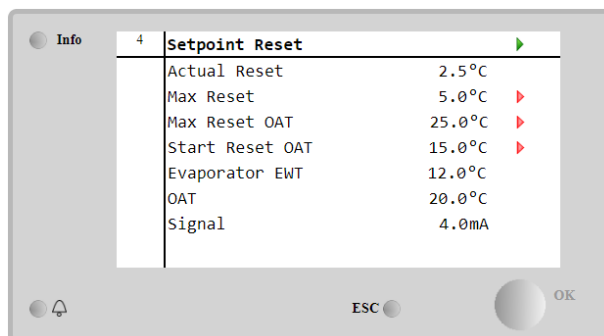 Info
4 Setpoint Reset
Actual Reset 2.5°C
Max Reset 5.0°C
Max Reset OAT 25.0°C
Start Reset OAT 15.0°C
Evaporator EWT 12.0°C
OAT 20.0°C
Signal 4.0mA
ESC OK